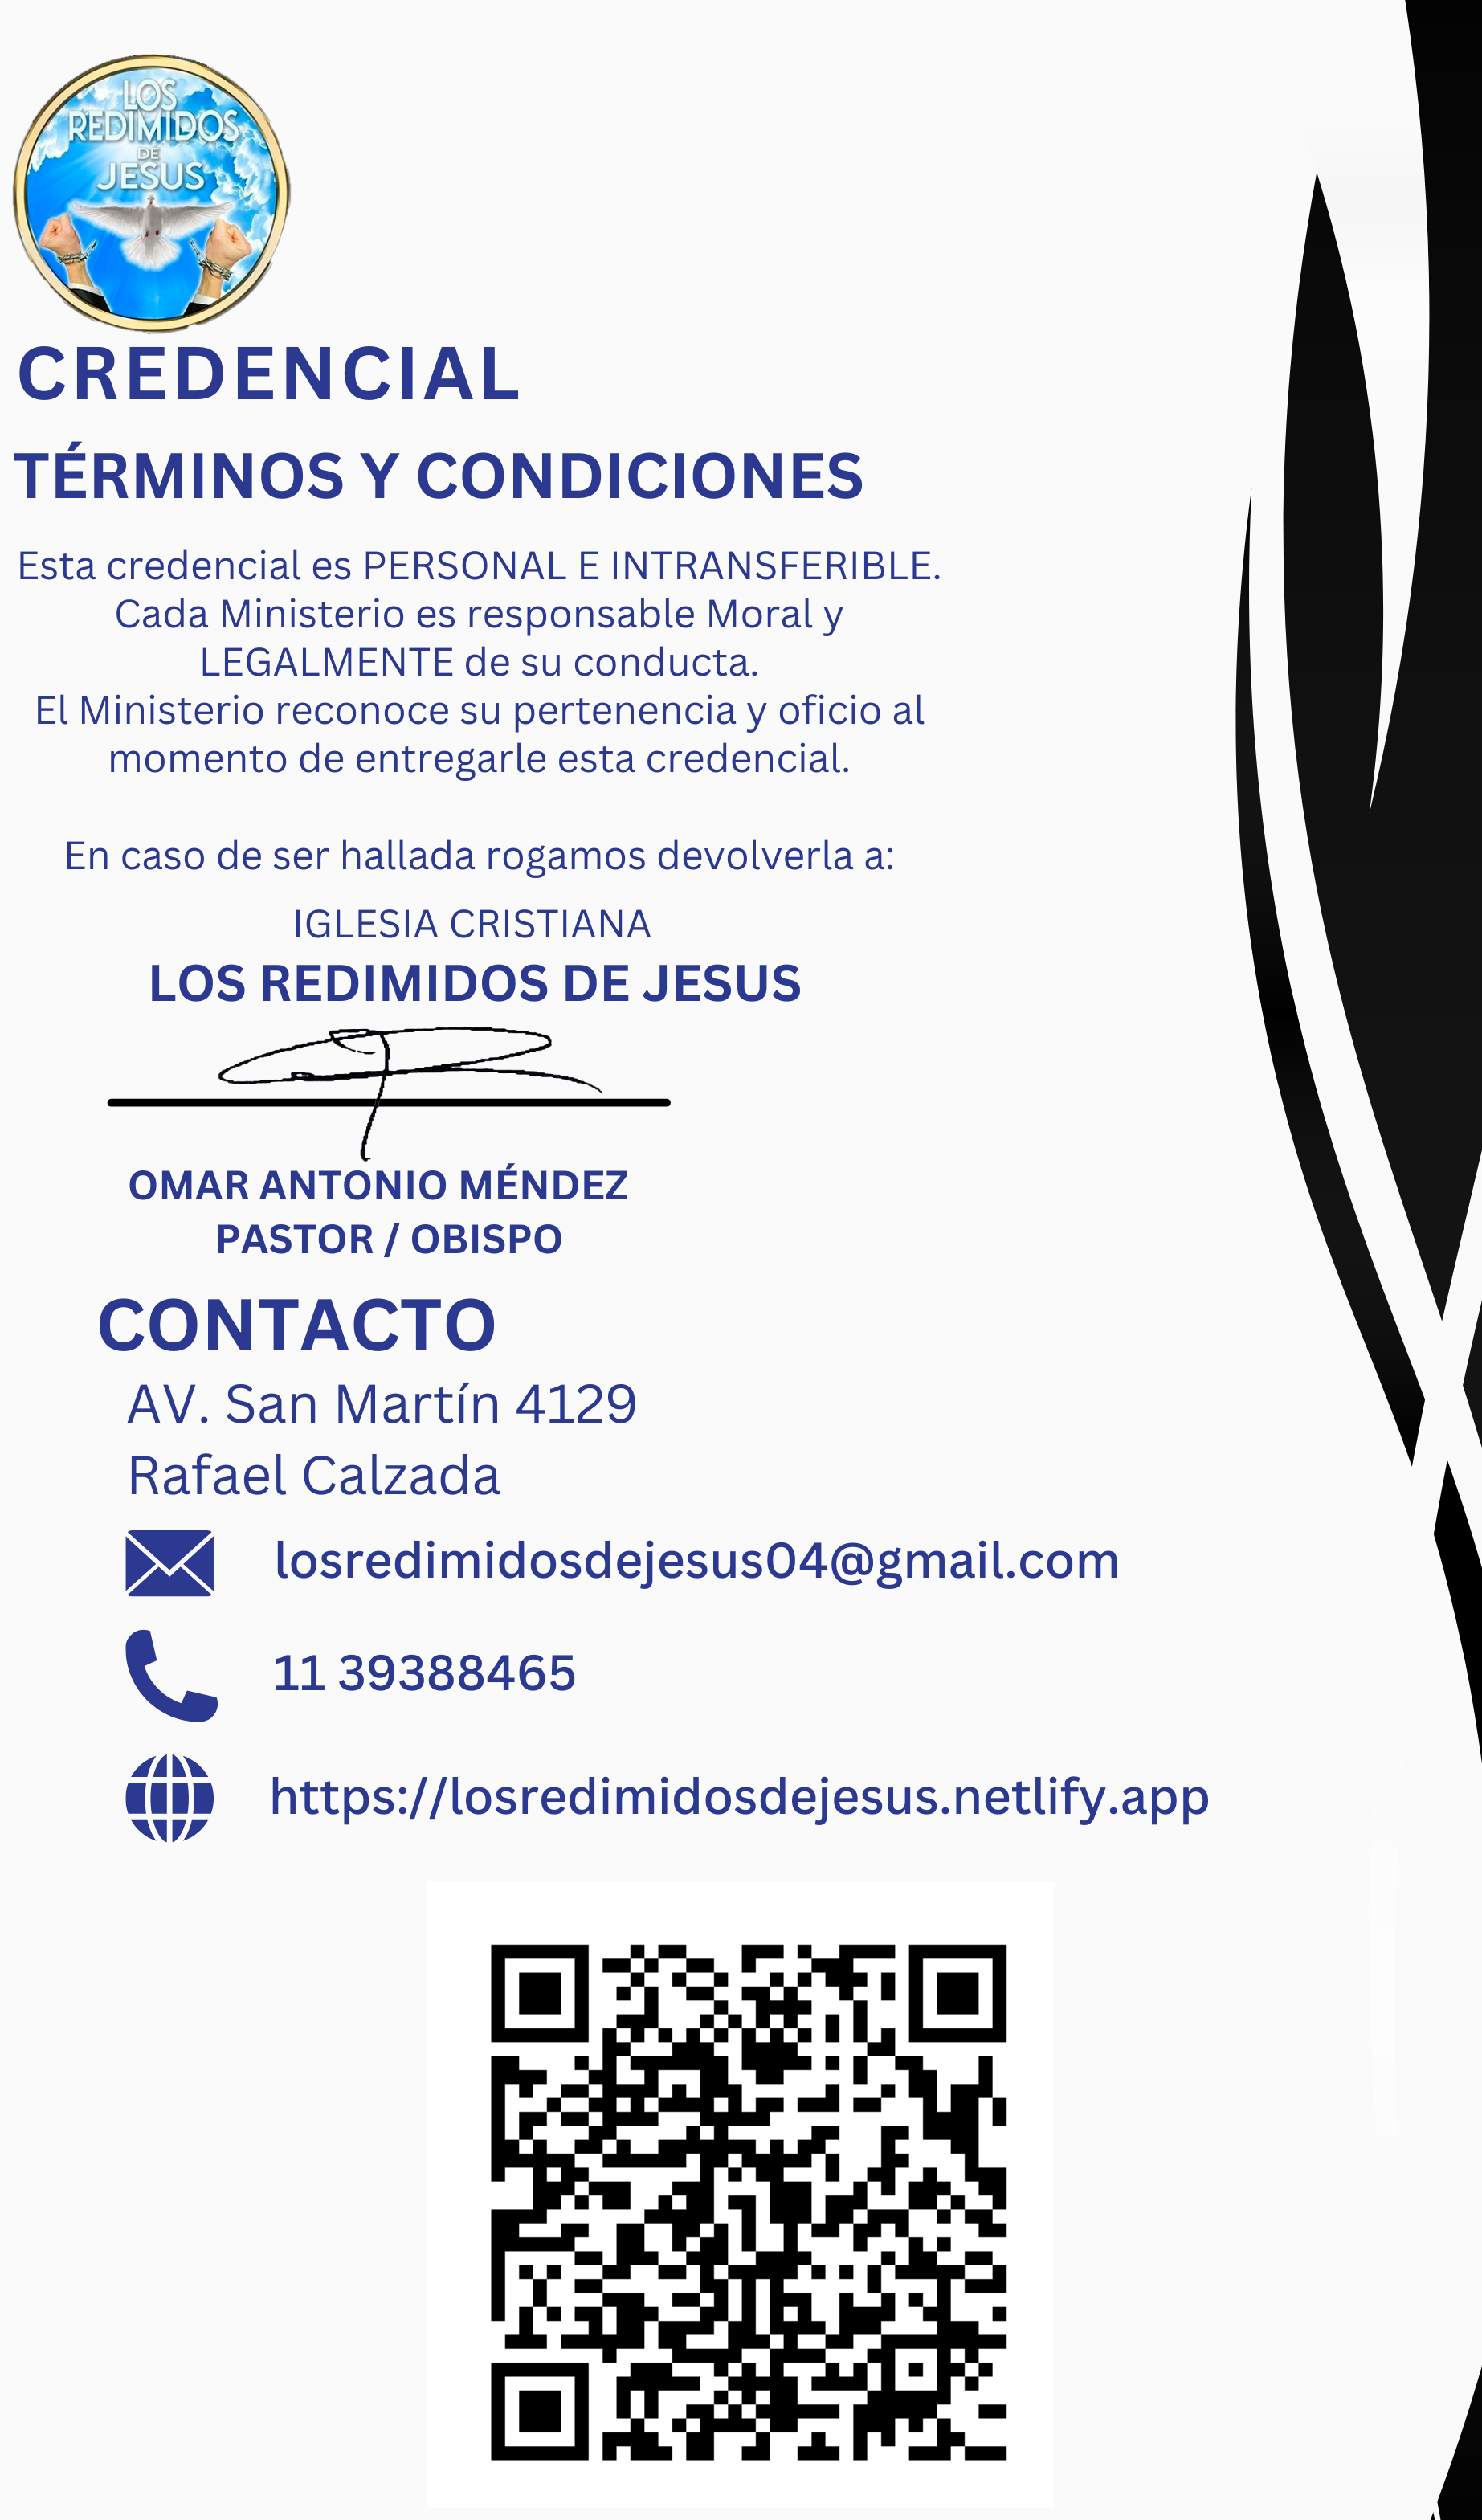 LOS
REDIMIDOS
DE
JESUS
CREDENCIAL
TÉRMINOS Y CONDICIONES
Esta credencial es PERSONAL E INTRANSFERIBLE.
Cada Ministerio es responsable Moral y
LEGALMENTE de su conducta.
El Ministerio reconoce su pertenencia y oficio al
momento de entregarle esta credencial.
En caso de ser hallada rogamos devolverla a:
IGLESIA CRISTIANA
LOS REDIMIDOS DE JESUS
OMAR ANTONIO MÉNDEZ
PASTOR / OBISPO
CONTACTO
AV. San Martín 4129
Rafael Calzada
losredimidosdejesus04@gmail.com
11 39388465
https://losredimidosdejesus.netlify.app